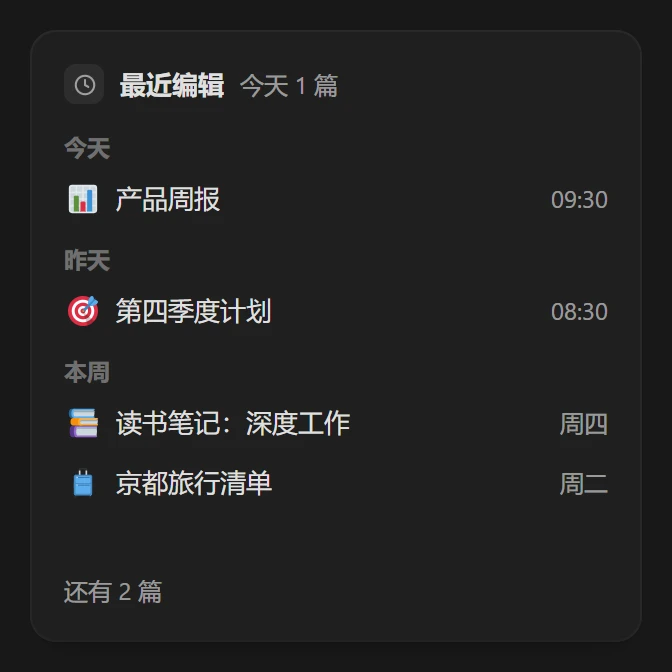 最近编辑 今天 1 篇
今天
产品周报 09:30
昨天
第四季度计划 08:30
本周
读书笔记：深度工作 周四
京都旅行清单 周二
还有 2 篇